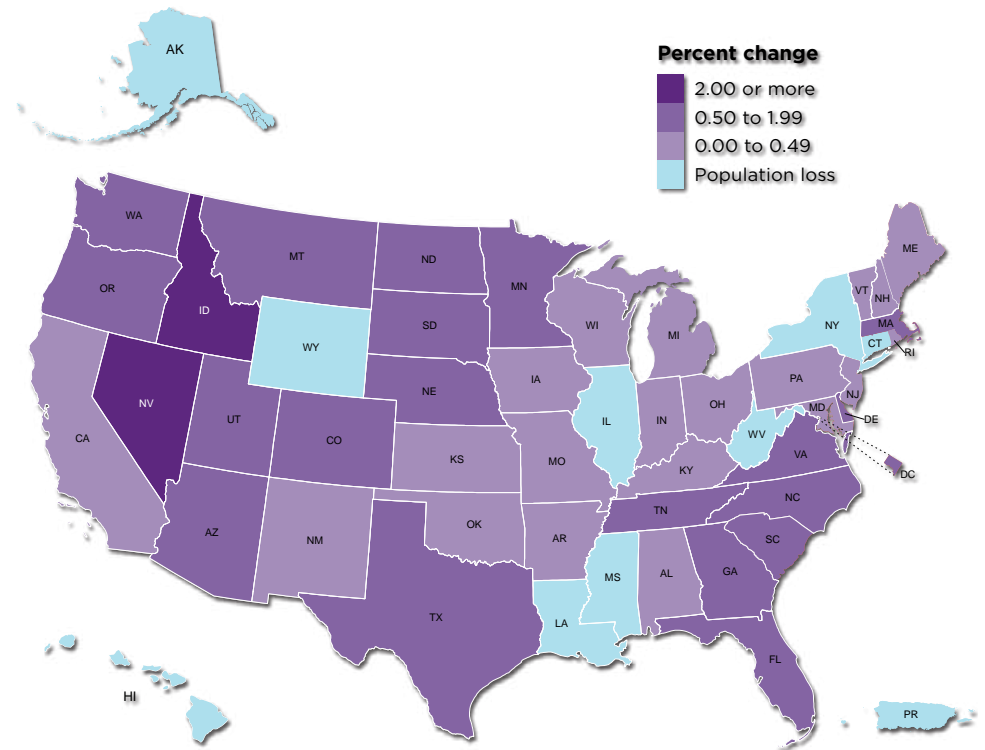 AK
Percent change
2.00 or more
0.50 to 1.99
0.00 to 0.49
Population loss
WA
MT
ND
MN
ME
OR
ID
SD
WI
MI
VT
NH
NY
MA
CT
RI
WY
NE
IA
PA
NJ
NV
UT
CO
IL
IN
OH
MD
DE
CA
KS
MO
KY
WV
VA
DC
AZ
NM
OK
AR
TN
NC
SC
MS
AL
GA
TX
LA
FL
HI
PR